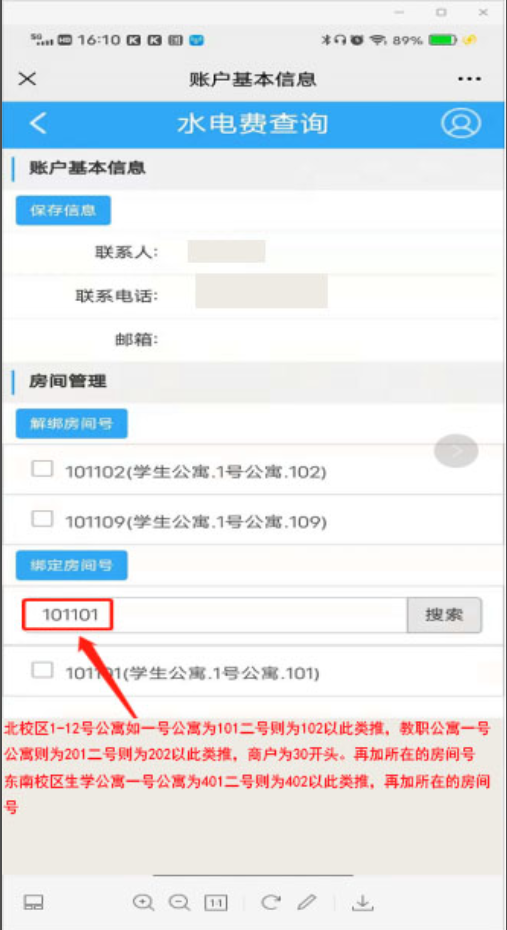 5G HD 16:10 89%
账户基本信息
水电费查询
账户基本信息
保存信息
联系人:
联系电话:
邮箱:
房间管理
解绑房间号
101102(学生公寓.1号公寓.102)
101109(学生公寓.1号公寓.109)
绑定房间号
101101 搜索
101101(学生公寓.1号公寓.101)
北校区1-12号公寓如一号公寓为101二号则为102以此类推，教职公寓一号
公寓则为201二号则为202以此类推，商户为30开头。再加所在的房间号
东南校区生学公寓一号公寓为401二号则为402以此类推，再加所在的房间
号
1:1